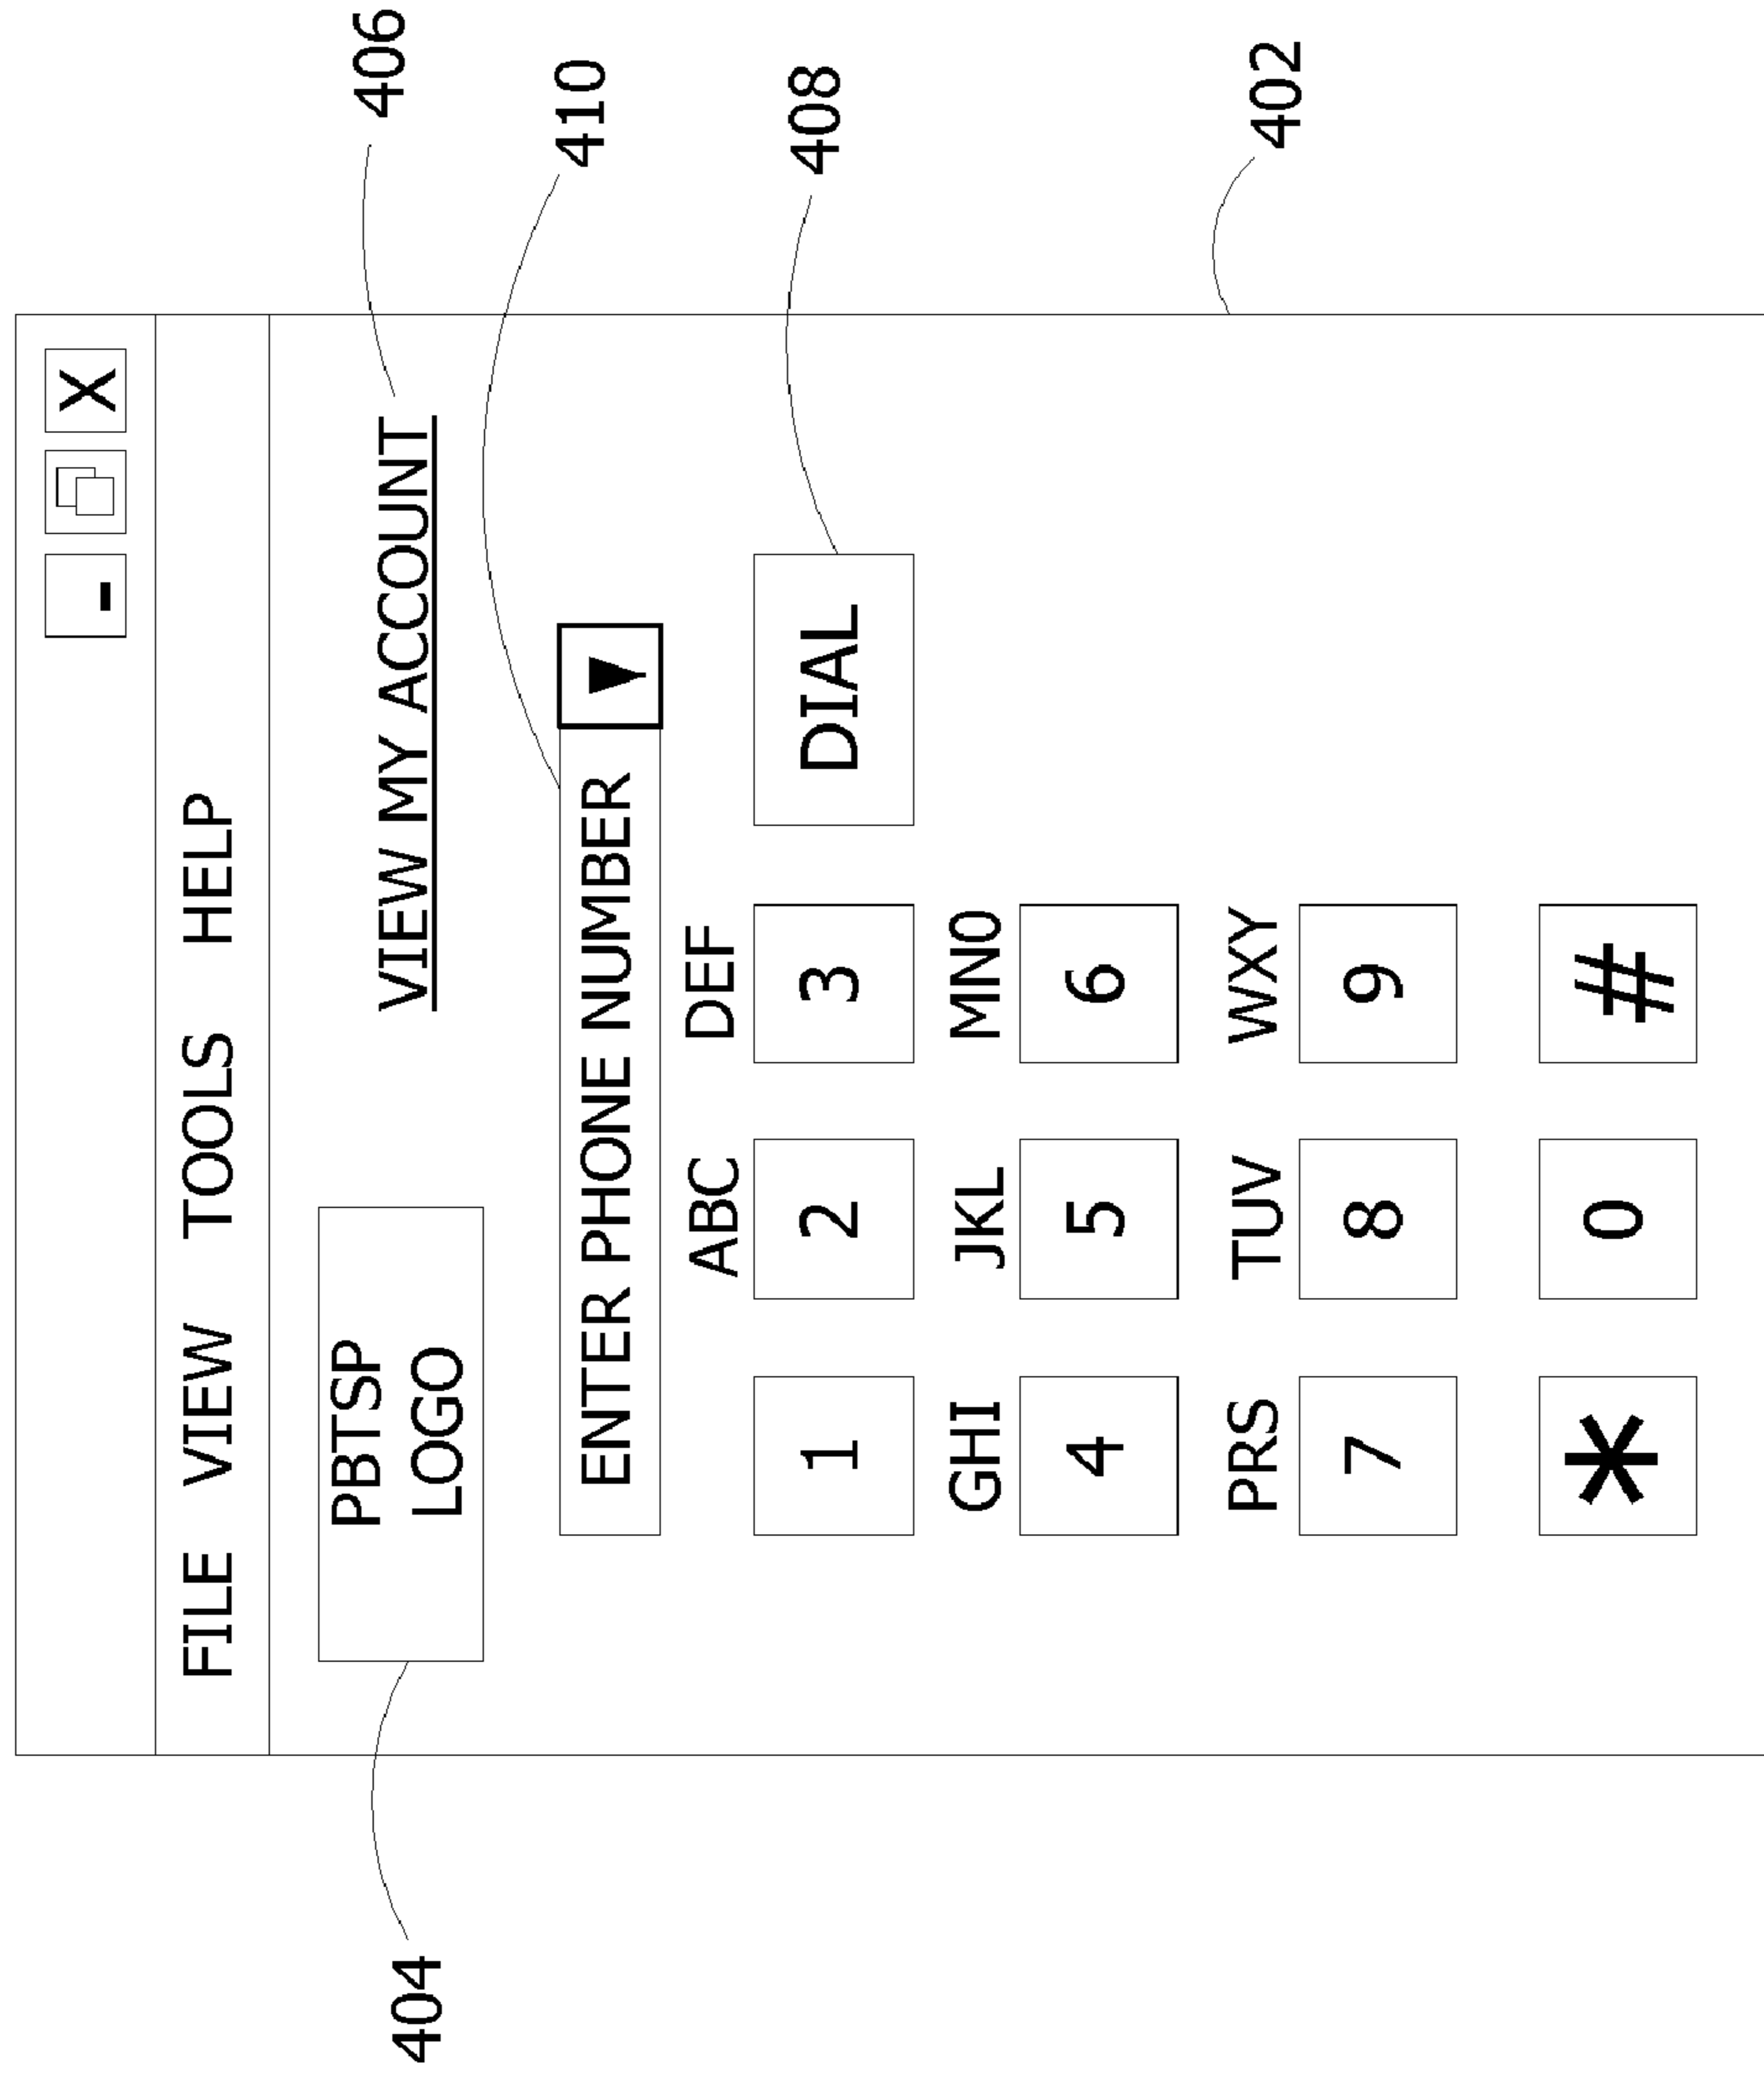 - X
FILE VIEW TOOLS HELP
406
PBTSP
LOGO
VIEW MY ACCOUNT
404
410
ENTER PHONE NUMBER
ABC DEF
1 2 3 DIAL
408
GHI JKL MN0
4 5 6
PRS TUV WXY
7 8 9
402
* 0 #